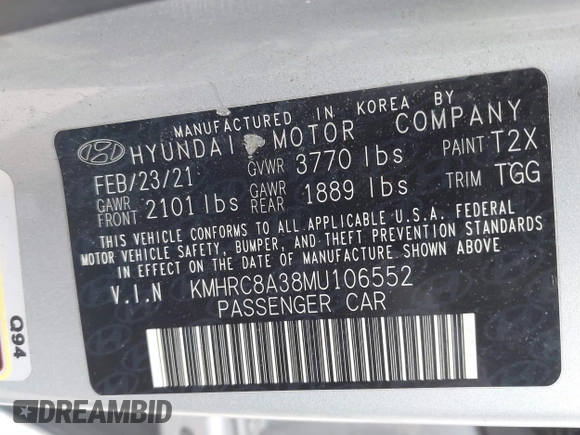 MANUFACTURED IN KOREA BY
HYUNDAI MOTOR COMPANY
FEB/23/21 GVWR 3770 lbs PAINT T2X
GAWR FRONT 2101 lbs GAWR REAR 1889 lbs TRIM TGG
THIS VEHICLE CONFORMS TO ALL APPLICABLE U.S.A. FEDERAL
MOTOR VEHICLE SAFETY, BUMPER, AND THEFT PREVENTION STANDARDS
IN EFFECT ON THE DATE OF MANUFACTURE SHOWN ABOVE
V.I.N KMHRC8A38MU106552
PASSENGER CAR
Q94
DREAMBID